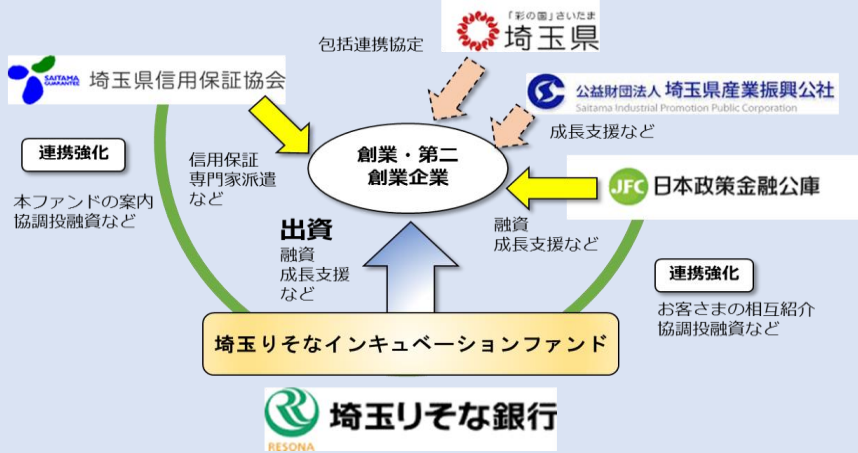 「彩の国」さいたま
埼玉県
包括連携協定
SAITAMA
GUARANTEE
埼玉県信用保証協会
公益財団法人 埼玉県産業振興公社
Saitama Industrial Promotion Public Corporation
成長支援など
連携強化
本ファンドの案内
協調投融資など
信用保証
専門家派遣
など
創業・第二
創業企業
JFC 日本政策金融公庫
出資
融資
成長支援
など
融資
成長支援など
連携強化
お客さまの相互紹介
協調投融資など
埼玉りそなインキュベーションファンド
埼玉りそな銀行
RESONA